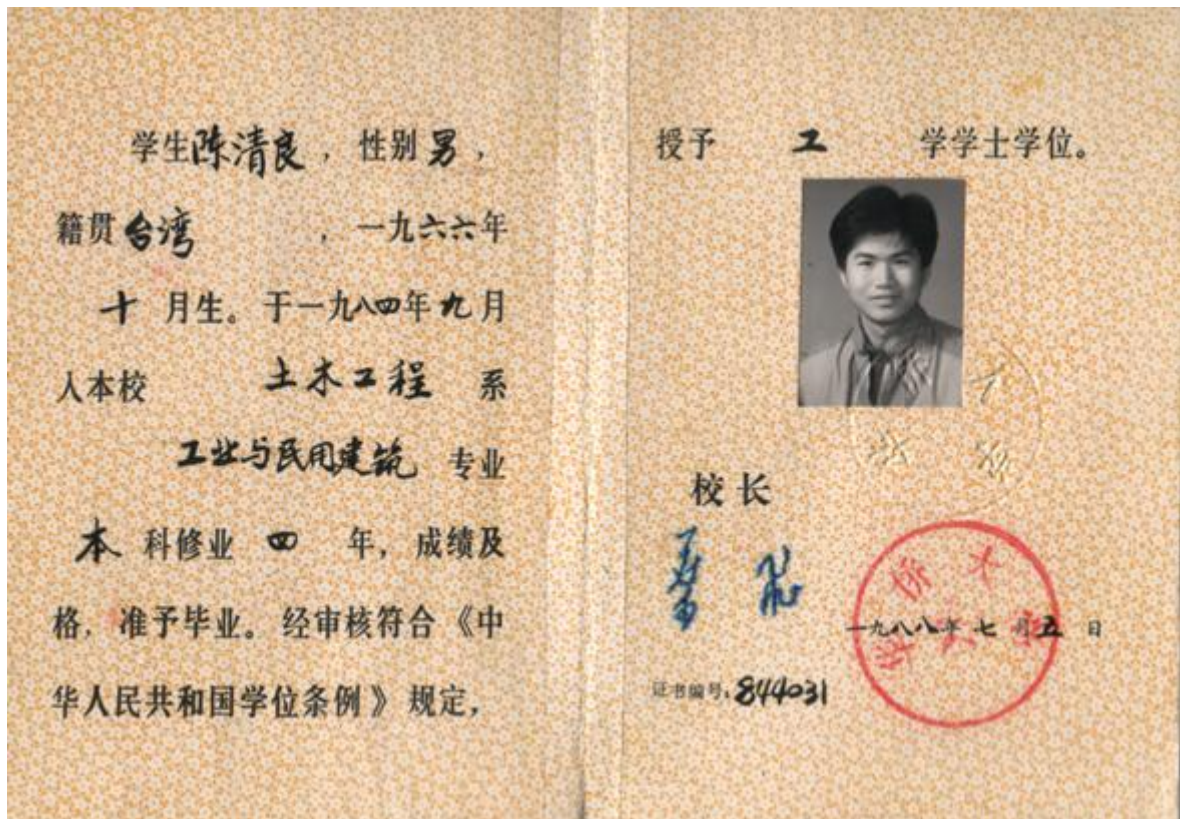 学生陈清良，性别男，
籍贯台湾，一九六六年
十月生。于一九八四年九月
入本校 土木工程 系
工业与民用建筑 专业
本科修业 四 年，成绩及
格，准予毕业。经审核符合《中
华人民共和国学位条例》规定，
授予 工 学学士学位。
校长
一九八八年七月五日
证书编号：844031